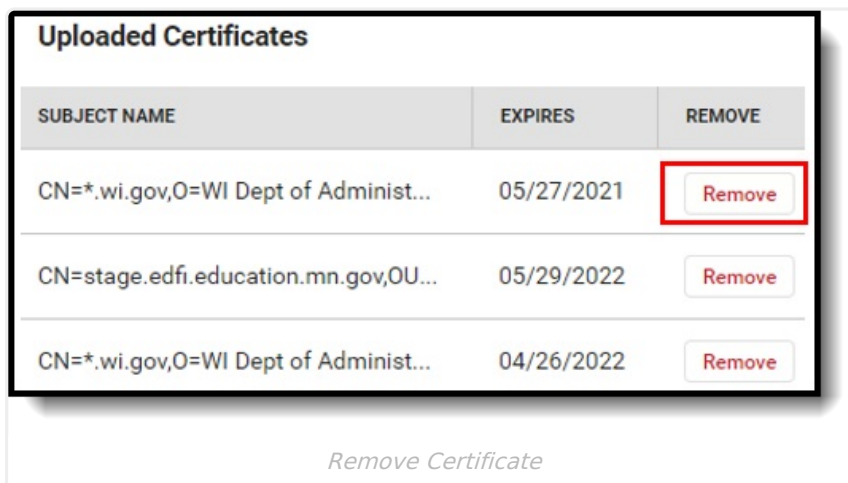 Uploaded Certificates
SUBJECT NAME EXPIRES REMOVE
CN=*.wi.gov,O=WI Dept of Administ... 05/27/2021 Remove
CN=stage.edfi.education.mn.gov,OU... 05/29/2022 Remove
CN=*.wi.gov,O=WI Dept of Administ... 04/26/2022 Remove
Remove Certificate